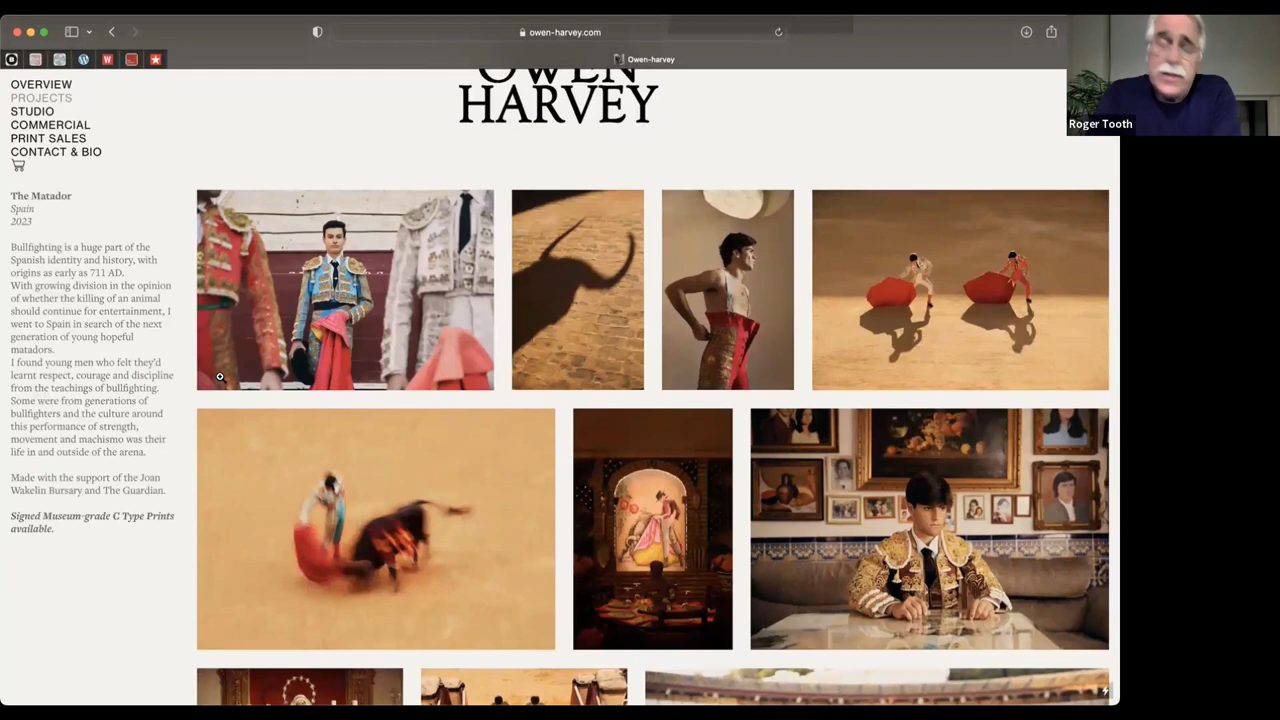 owen-harvey.com
Owen-harvey
W
OVERVIEW
PROJECTS
STUDIO
COMMERCIAL
PRINT SALES
CONTACT & BIO
OWEN
HARVEY
Roger Tooth
The Matador
Spain
2023
Bullfighting is a huge part of the
Spanish identity and history, with
origins as early as 711 AD.
With growing division in the opinion
of whether the killing of an animal
should continue for entertainment, I
went to Spain in search of the next
generation of young hopeful
matadors.
I found young men who felt they'd
learnt respect, courage and discipline
from the teachings of bullfighting.
Some were from generations of
bullfighters and the culture around
this performance of strength,
movement and machismo was their
life in and outside of the arena.
Made with the support of the Joan
Wakelin Bursary and The Guardian.
Signed Museum-grade C Type Prints
available.